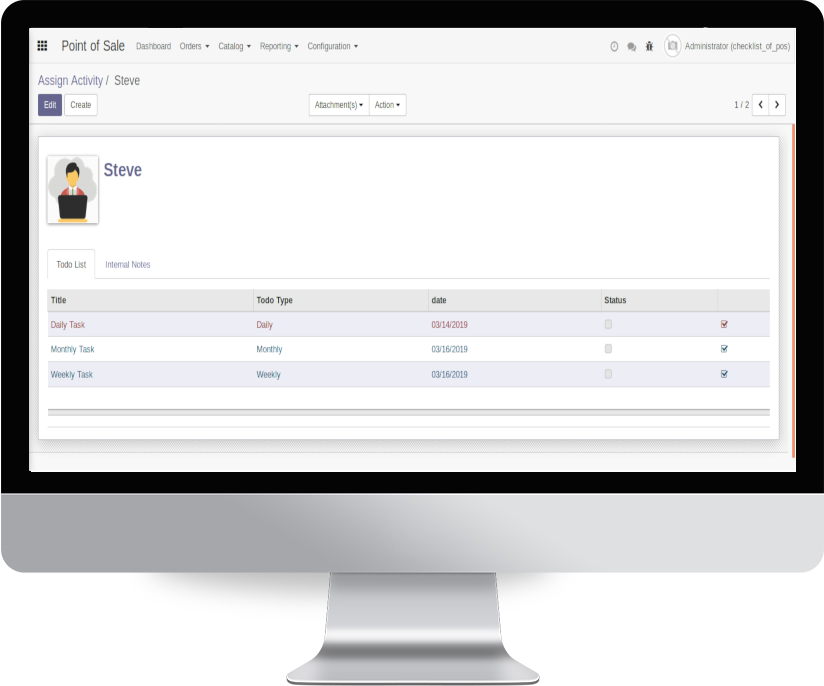 Point of Sale Dashboard Orders Catalog Reporting Configuration Administrator (checklist_of_pos)
Assign Activity / Steve
Edit Create Attachment(s) Action 1 / 2
Steve
Todo List Internal Notes
Title Todo Type date Status
Daily Task Daily 03/14/2019
Monthly Task Monthly 03/16/2019
Weekly Task Weekly 03/16/2019